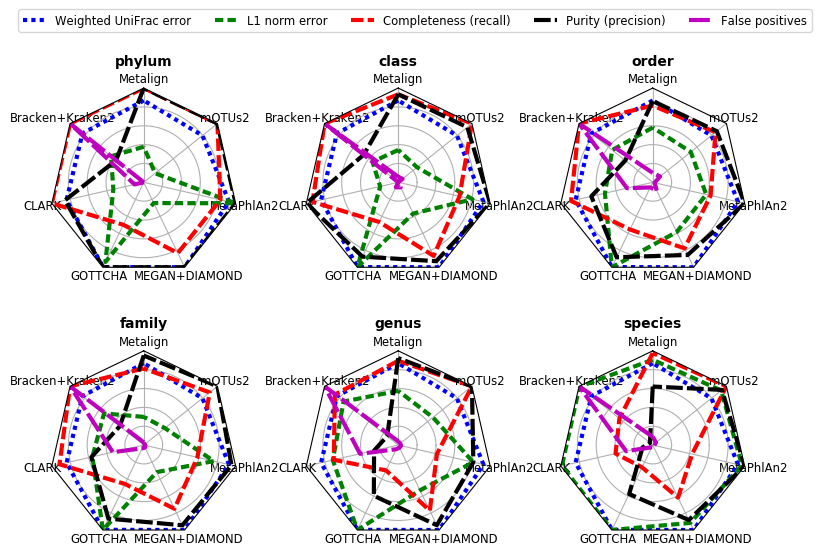 Weighted UniFrac error L1 norm error Completeness (recall) Purity (precision) False positives
phylum class order
Metalign Metalign Metalign
Bracken+Kraken2 mOTUs2 Bracken+Kraken2 mOTUs2 Bracken+Kraken2 mOTUs2
CLARK MetaPhlAn2 CLARK MetaPhlAn2 CLARK MetaPhlAn2
GOTTCHA MEGAN+DIAMOND GOTTCHA MEGAN+DIAMOND GOTTCHA MEGAN+DIAMOND
family genus species
Metalign Metalign Metalign
Bracken+Kraken2 mOTUs2 Bracken+Kraken2 mOTUs2 Bracken+Kraken2 mOTUs2
CLARK MetaPhlAn2 CLARK MetaPhlAn2 CLARK MetaPhlAn2
GOTTCHA MEGAN+DIAMOND GOTTCHA MEGAN+DIAMOND GOTTCHA MEGAN+DIAMOND